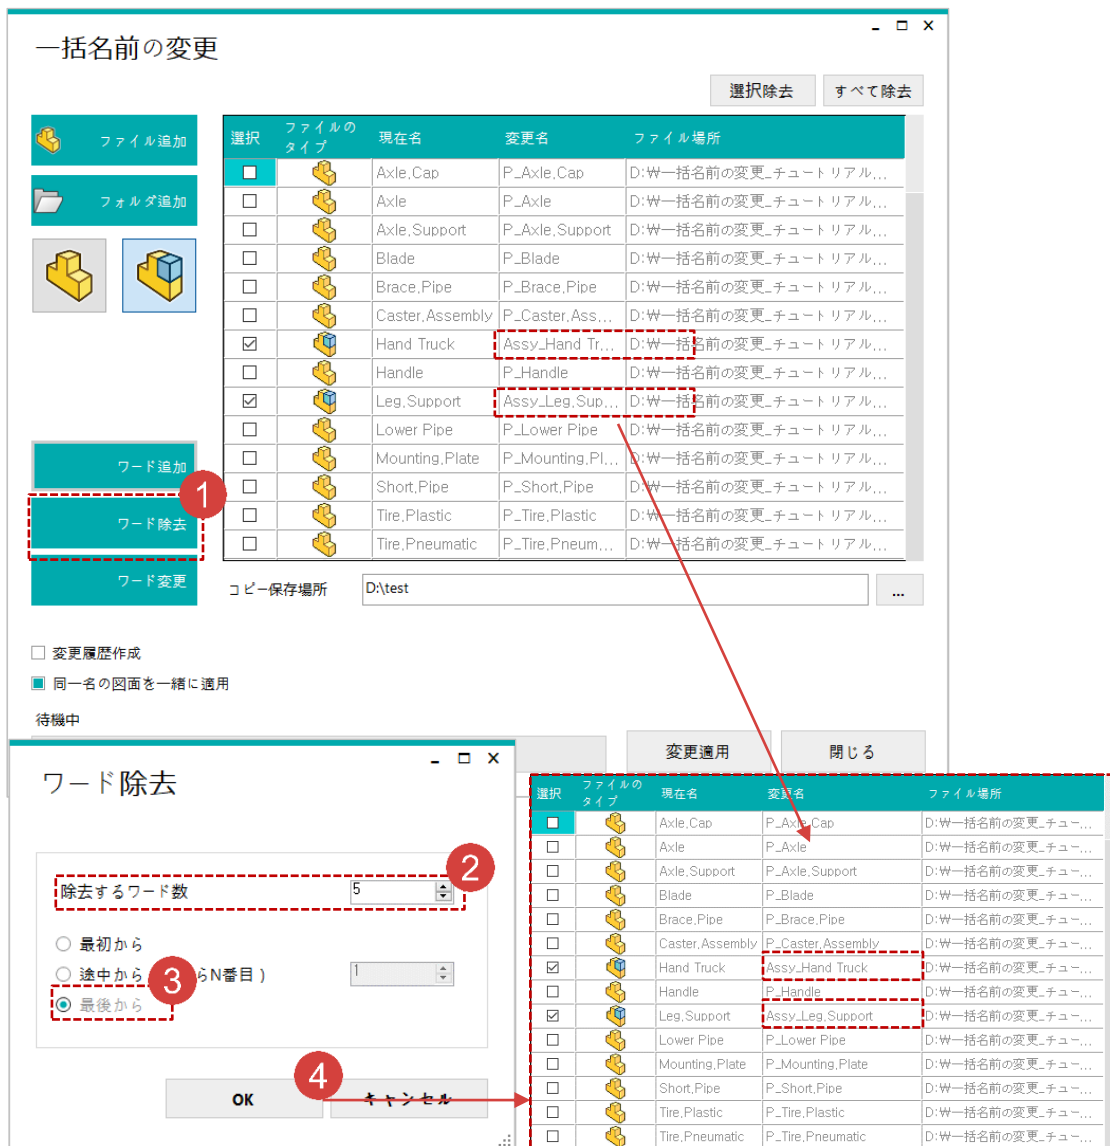 一括名前の変更
選択除去 すべて除去
ファイル追加
フォルダ追加
選択 ファイルのタイプ 現在名 変更名 ファイル場所
Axle,Cap P_Axle,Cap D:₩一括名前の変更_チュートリアル...
Axle P_Axle D:₩一括名前の変更_チュートリアル...
Axle,Support P_Axle,Support D:₩一括名前の変更_チュートリアル...
Blade P_Blade D:₩一括名前の変更_チュートリアル...
Brace,Pipe P_Brace,Pipe D:₩一括名前の変更_チュートリアル...
Caster,Assembly P_Caster,Ass... D:₩一括名前の変更_チュートリアル...
Hand Truck Assy_Hand Tr... D:₩一括名前の変更_チュートリアル...
Handle P_Handle D:₩一括名前の変更_チュートリアル...
Leg,Support Assy_Leg,Sup... D:₩一括名前の変更_チュートリアル...
Lower Pipe P_Lower Pipe D:₩一括名前の変更_チュートリアル...
Mounting,Plate P_Mounting,Pl... D:₩一括名前の変更_チュートリアル...
Short,Pipe P_Short,Pipe D:₩一括名前の変更_チュートリアル...
Tire,Plastic P_Tire,Plastic D:₩一括名前の変更_チュートリアル...
Tire,Pneumatic P_Tire,Pneum... D:₩一括名前の変更_チュートリアル...
ワード追加
1
ワード除去
ワード変更
コピー保存場所 D:\test ...
変更履歴作成
同一名の図面を一緒に適用
待機中
変更適用 閉じる
ワード除去
2
除去するワード数 5
最初から
途中から らN番目) 1
3
最後から
4
OK キャンセル
選択 ファイルのタイプ 現在名 変更名 ファイル場所
Axle,Cap P_Axle,Cap D:₩一括名前の変更_チュー...
Axle P_Axle D:₩一括名前の変更_チュー...
Axle,Support P_Axle,Support D:₩一括名前の変更_チュー...
Blade P_Blade D:₩一括名前の変更_チュー...
Brace,Pipe P_Brace,Pipe D:₩一括名前の変更_チュー...
Caster,Assembly P_Caster,Assembly D:₩一括名前の変更_チュー...
Hand Truck Assy_Hand Truck D:₩一括名前の変更_チュー...
Handle P_Handle D:₩一括名前の変更_チュー...
Leg,Support Assy_Leg,Support D:₩一括名前の変更_チュー...
Lower Pipe P_Lower Pipe D:₩一括名前の変更_チュー...
Mounting,Plate P_Mounting,Plate D:₩一括名前の変更_チュー...
Short,Pipe P_Short,Pipe D:₩一括名前の変更_チュー...
Tire,Plastic P_Tire,Plastic D:₩一括名前の変更_チュー...
Tire,Pneumatic P_Tire,Pneumatic D:₩一括名前の変更_チュー...